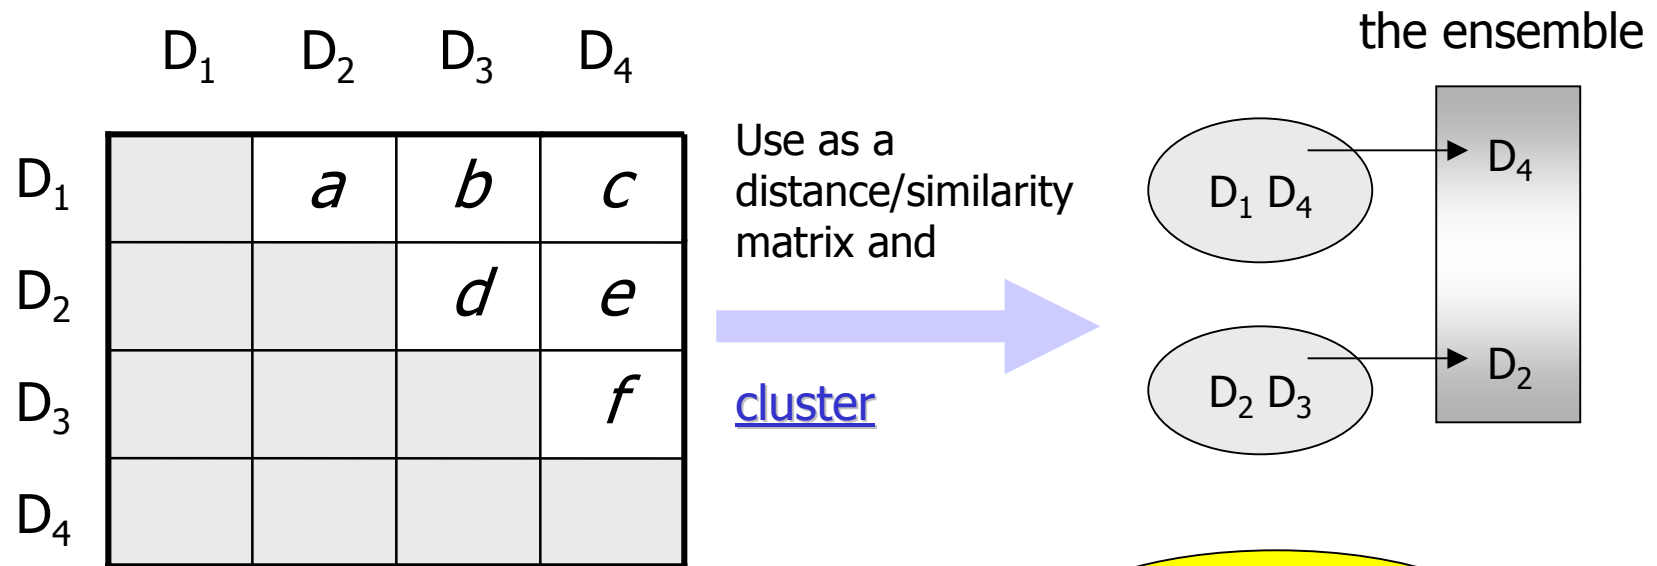 the ensemble
D₁ D₂ D₃ D₄
D₁ a b c
D₂ d e
D₃ f
D₄
Use as a
distance/similarity
matrix and
cluster
D₁ D₄
D₄
D₂ D₃
D₂